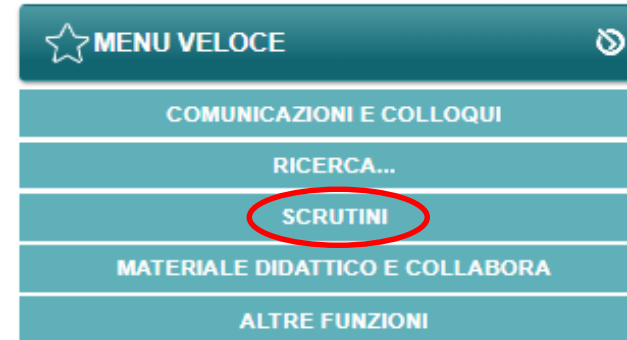 MENU VELOCE
COMUNICAZIONI E COLLOQUI
RICERCA...
SCRUTINI
MATERIALE DIDATTICO E COLLABORA
ALTRE FUNZIONI